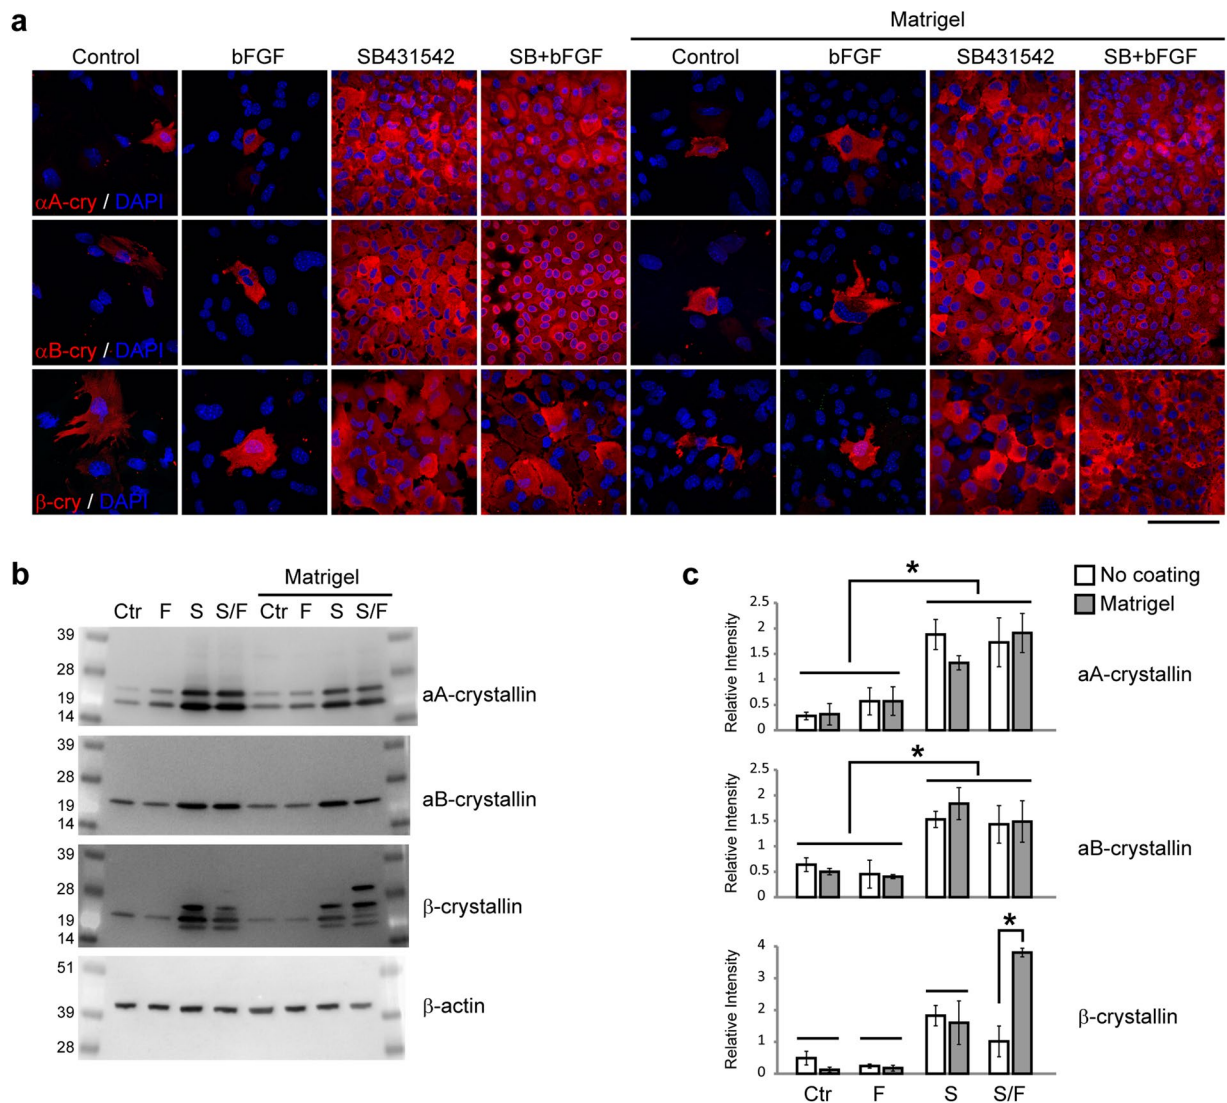 a
Matrigel
Control bFGF SB431542 SB+bFGF Control bFGF SB431542 SB+bFGF
αA-cry / DAPI
αB-cry / DAPI
β-cry / DAPI
b
Matrigel
Ctr F S S/F Ctr F S S/F
39
28
19
14
aA-crystallin
39
28
19
14
aB-crystallin
39
28
19
14
β-crystallin
51
39
28
β-actin
c
No coating
Matrigel
*
2.5
2
1.5
1
0.5
0
Relative Intensity
aA-crystallin
*
2.5
2
1.5
1
0.5
0
Relative Intensity
aB-crystallin
*
4
3
2
1
0
Relative Intensity
β-crystallin
Ctr F S S/F